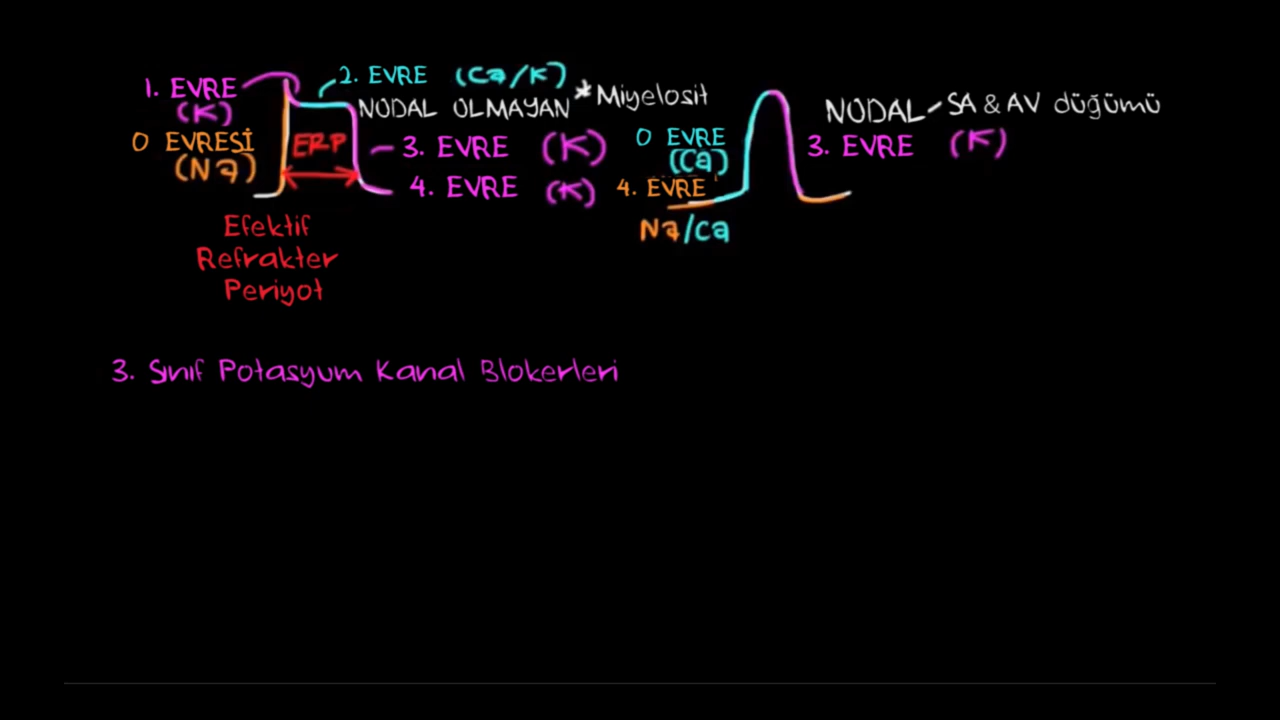 1. EVRE
(K)
0 EVRESİ
(Na)
2. EVRE (Ca/K)
NODAL OLMAYAN * Miyelosit
ERP
3. EVRE (K)
4. EVRE (K)
Efektif
Refrakter
Periyot
0 EVRE
(Ca)
4. EVRE
Na/Ca
NODAL - SA & AV düğümü
3. EVRE (K)
3. Sınıf Potasyum Kanal Blokerleri